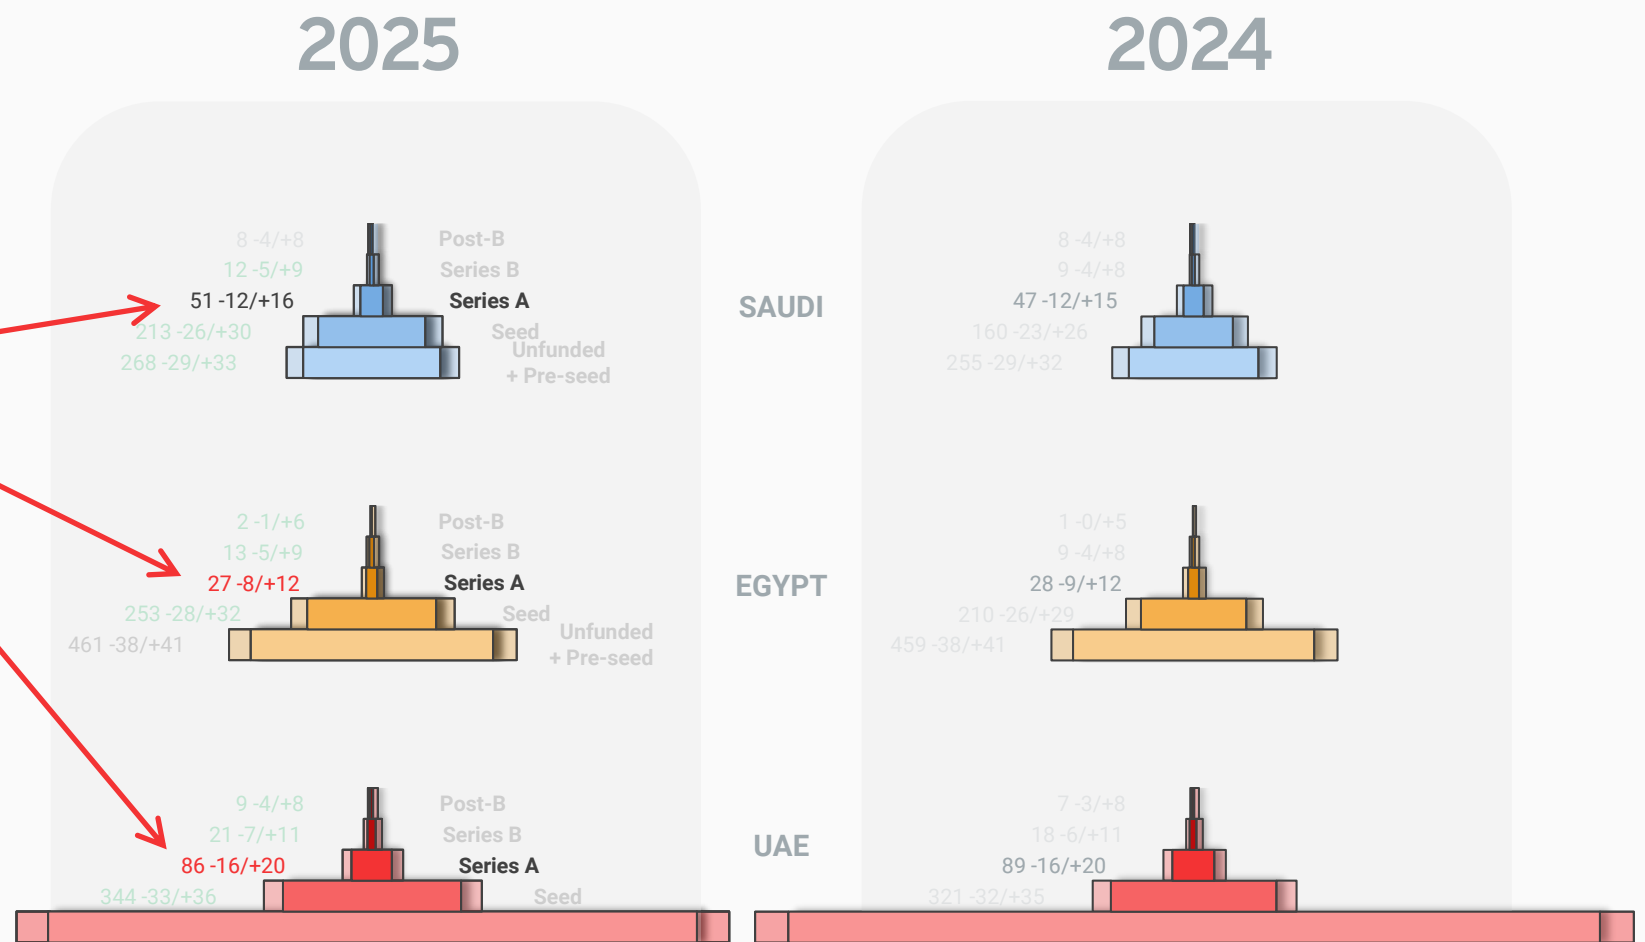 2025
2024
8 -4/+8
Post-B
8 -4/+8
12 -5/+9
Series B
9 -4/+8
51 -12/+16
Series A
SAUDI
47 -12/+15
213 -26/+30
Seed
160 -23/+26
268 -29/+33
Unfunded
+ Pre-seed
255 -29/+32
2 -1/+6
Post-B
1 -0/+5
13 -5/+9
Series B
9 -4/+8
27 -8/+12
Series A
EGYPT
28 -9/+12
253 -28/+32
Seed
210 -26/+29
461 -38/+41
Unfunded
+ Pre-seed
459 -38/+41
9 -4/+8
Post-B
7 -3/+8
21 -7/+11
Series B
UAE
18 -6/+11
86 -16/+20
Series A
89 -16/+20
344 -33/+36
Seed
321 -32/+35